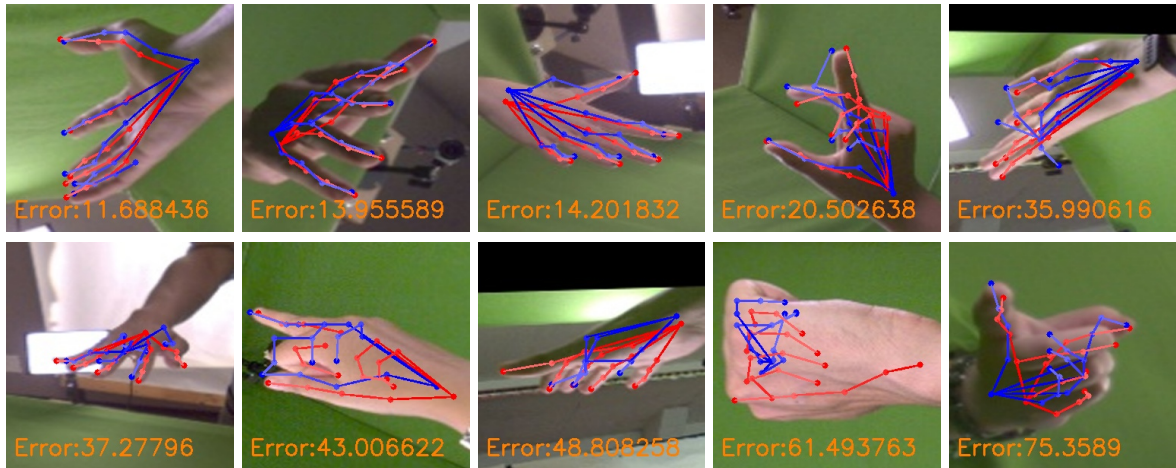 Error:11.688436
Error:13.955589
Error:14.201832
Error:20.502638
Error:35.990616
Error:37.27796
Error:43.006622
Error:48.808258
Error:61.493763
Error:75.3589